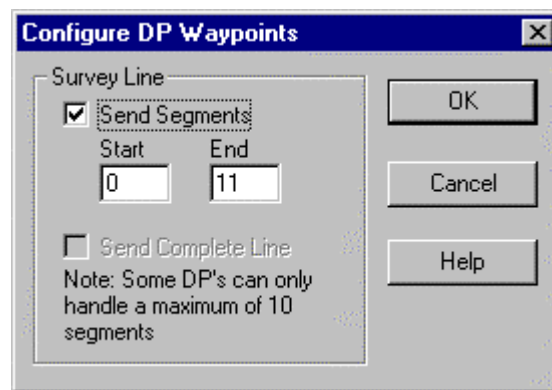 Configure DP Waypoints
Survey Line
Send Segments
Start End
0 11
Send Complete Line
Note: Some DP's can only
handle a maximum of 10
segments
OK
Cancel
Help